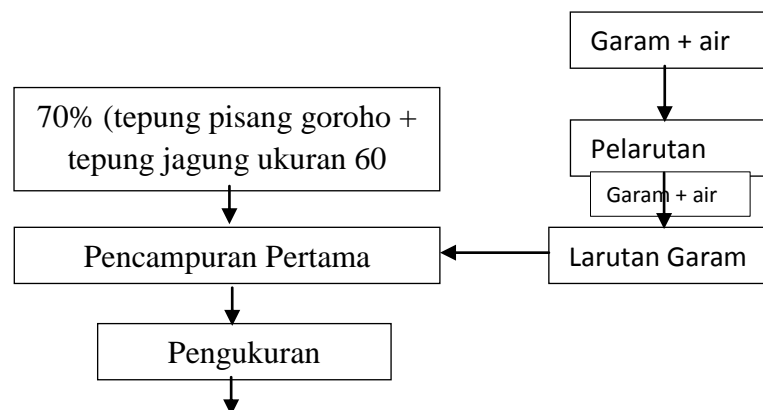 Garam + air
70% (tepung pisang goroho +
tepung jagung ukuran 60
Pelarutan
Garam + air
Pencampuran Pertama
Larutan Garam
Pengukuran